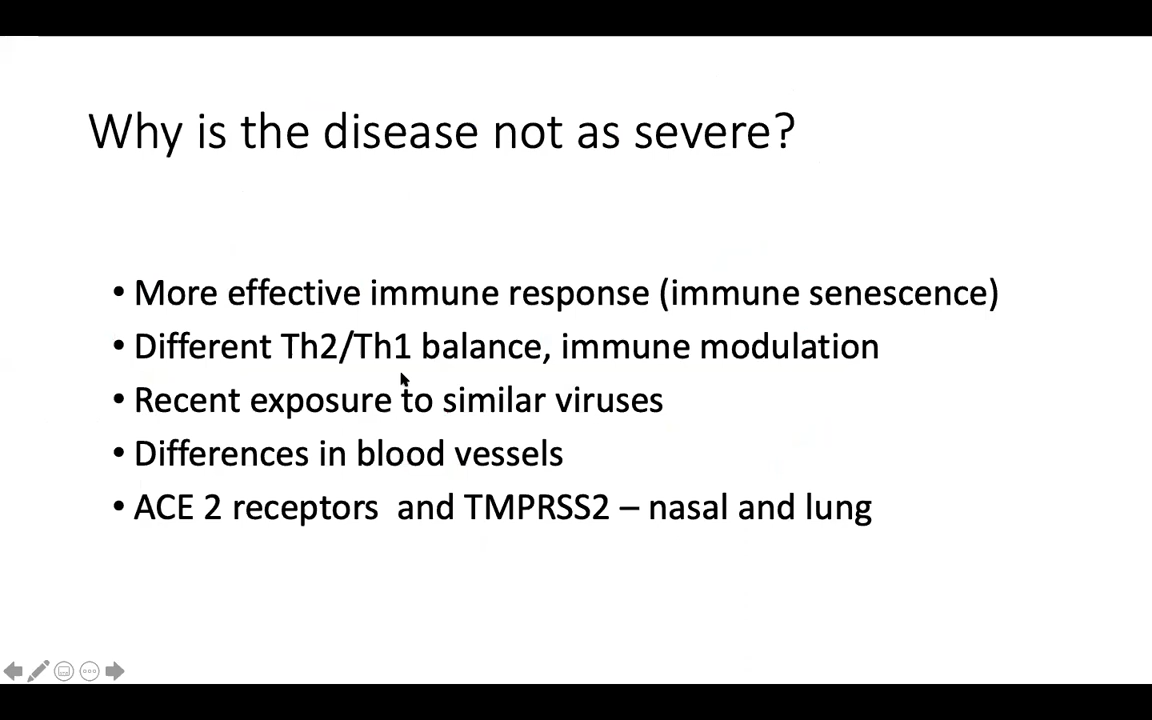 Why is the disease not as severe?
• More effective immune response (immune senescence)
• Different Th2/Th1 balance, immune modulation
• Recent exposure to similar viruses
• Differences in blood vessels
• ACE 2 receptors  and TMPRSS2 – nasal and lung